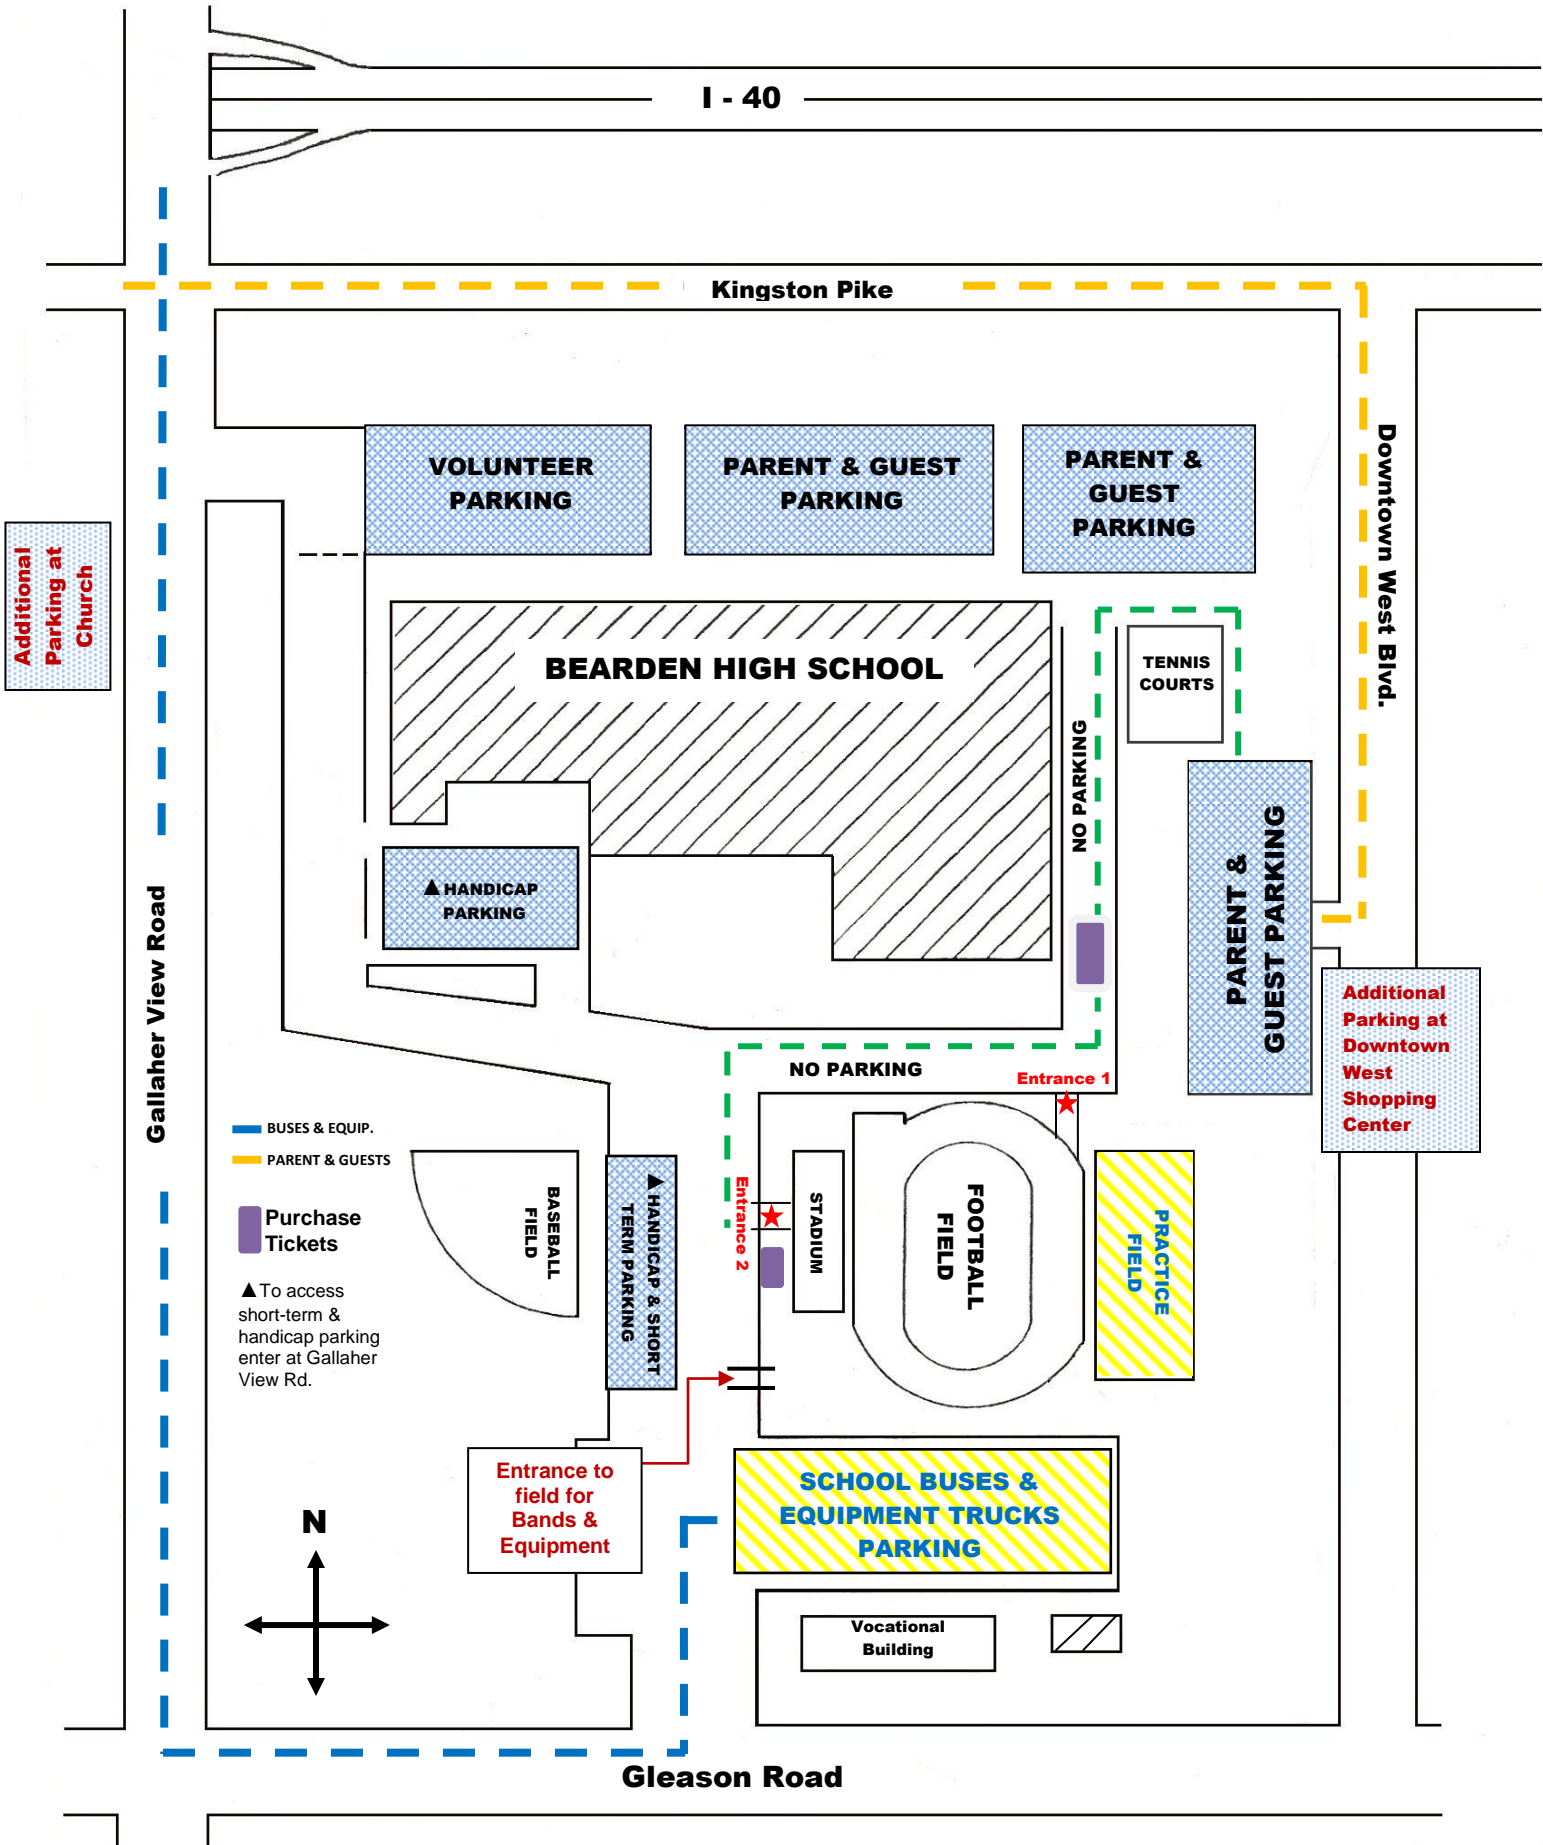 I - 40
Kingston Pike
VOLUNTEER
PARKING
PARENT & GUEST
PARKING
PARENT &
GUEST
PARKING
Downtown West Blvd.
Additional
Parking at
Church
BEARDEN HIGH SCHOOL
TENNIS
COURTS
NO PARKING
▲HANDICAP
PARKING
PARENT &
GUEST PARKING
Gallaher View Road
Additional
Parking at
Downtown
West
Shopping
Center
NO PARKING
Entrance 1
BUSES & EQUIP.
PARENT & GUESTS
Purchase
Tickets
▲To access
short-term &
handicap parking
enter at Gallaher
View Rd.
BASEBALL
FIELD
▲HANDICAP & SHORT
TERM PARKING
Entrance 2
STADIUM
FOOTBALL
FIELD
PRACTICE
FIELD
Entrance to
field for
Bands &
Equipment
SCHOOL BUSES &
EQUIPMENT TRUCKS
PARKING
N
Vocational
Building
Gleason Road